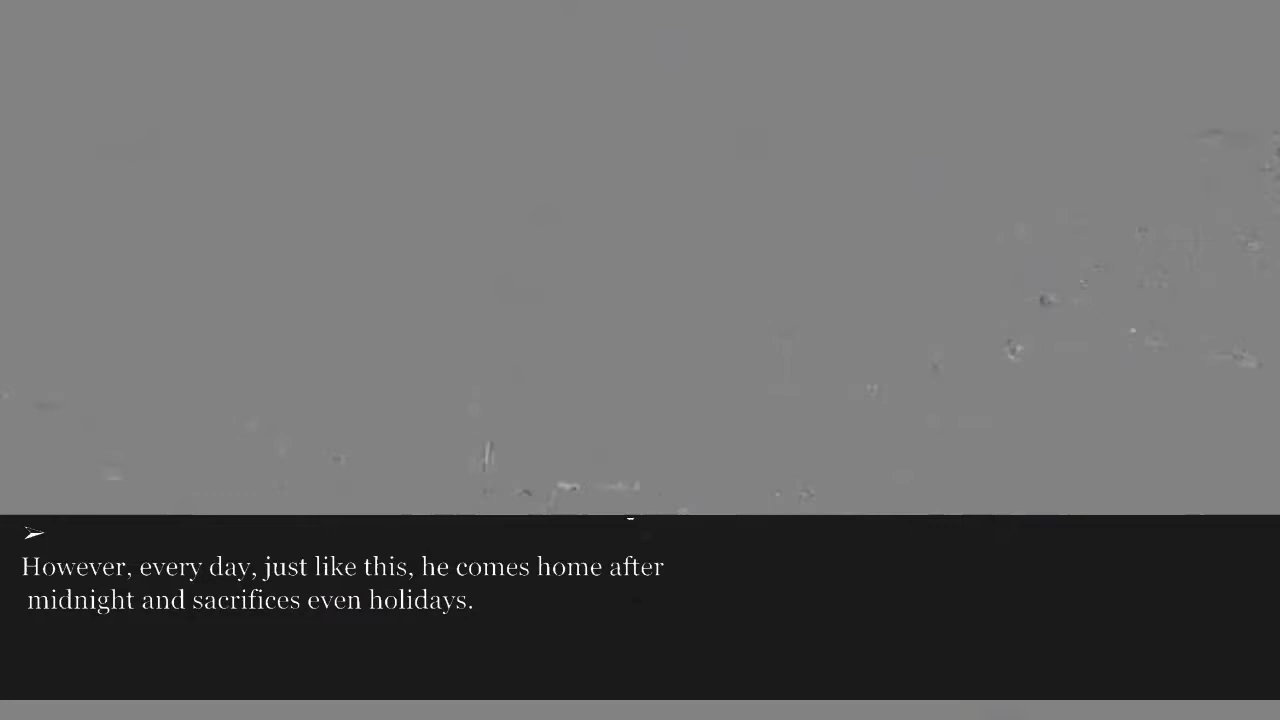 However, every day, just like this, he comes home after
midnight and sacrifices even holidays.